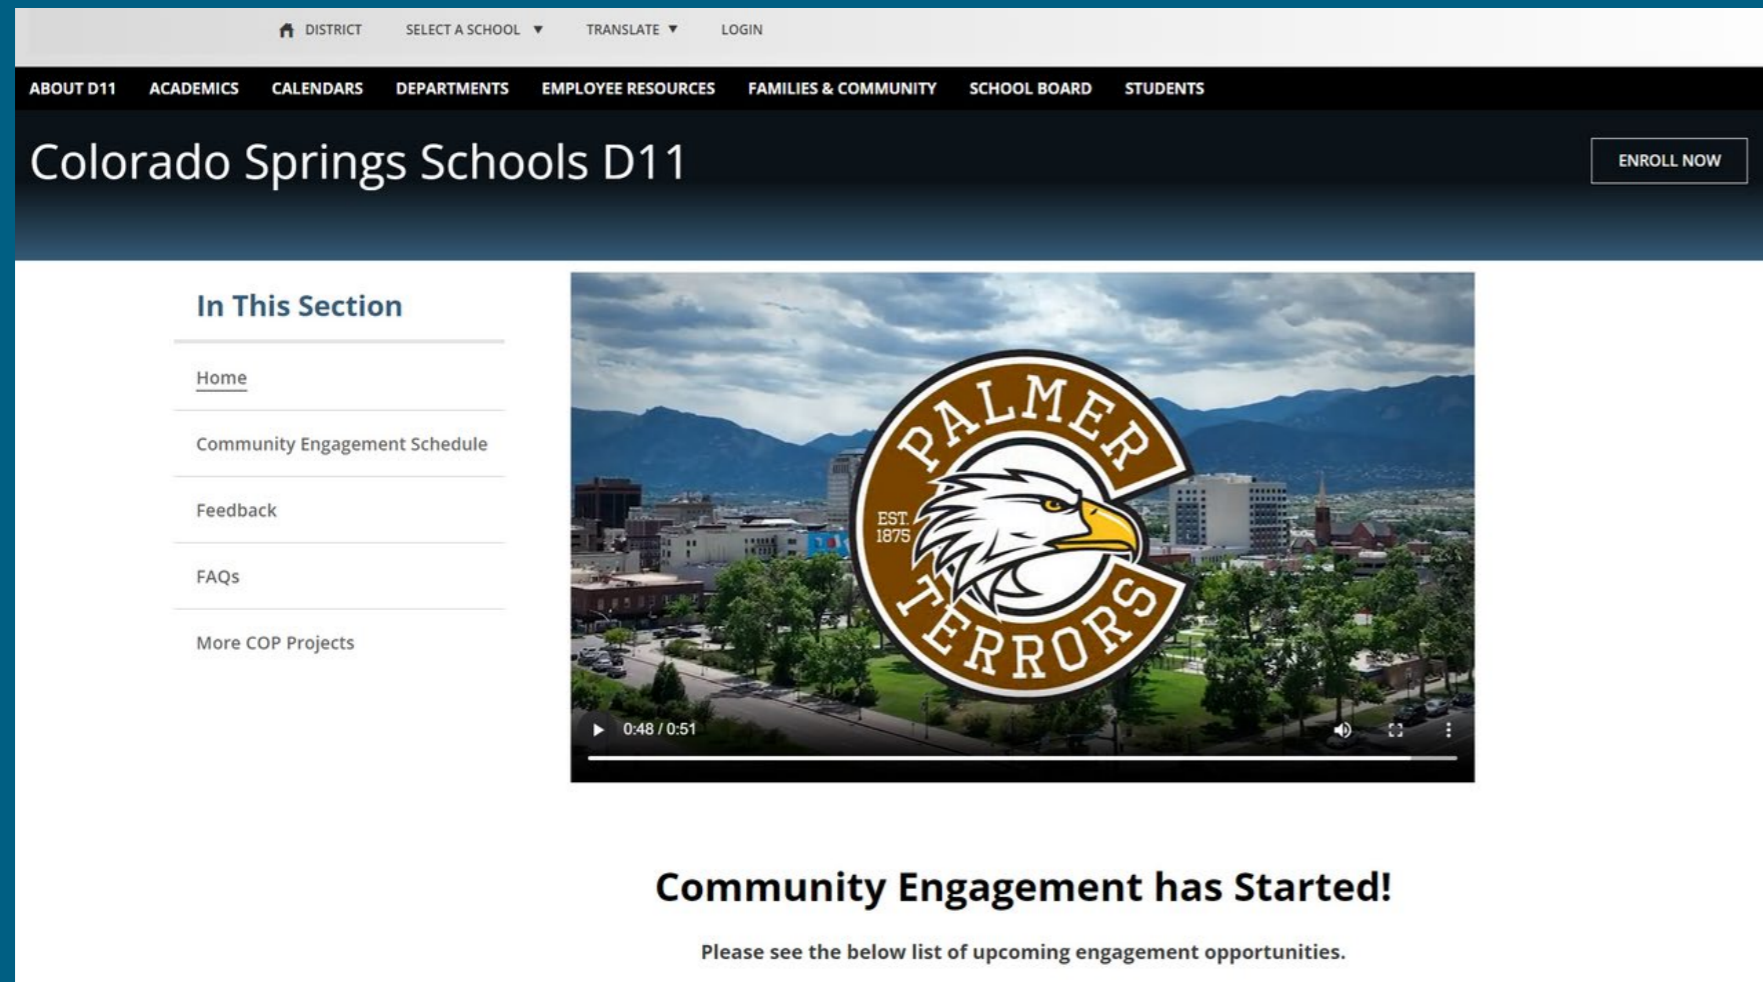 DISTRICT SELECT A SCHOOL ▼ TRANSLATE ▼ LOGIN
ABOUT D11 ACADEMICS CALENDARS DEPARTMENTS EMPLOYEE RESOURCES FAMILIES & COMMUNITY SCHOOL BOARD STUDENTS
Colorado Springs Schools D11
ENROLL NOW
In This Section
Home
Community Engagement Schedule
Feedback
FAQs
More COP Projects
PALMER
EST.
1875
TERRORS
0:48 / 0:51
Community Engagement has Started!
Please see the below list of upcoming engagement opportunities.